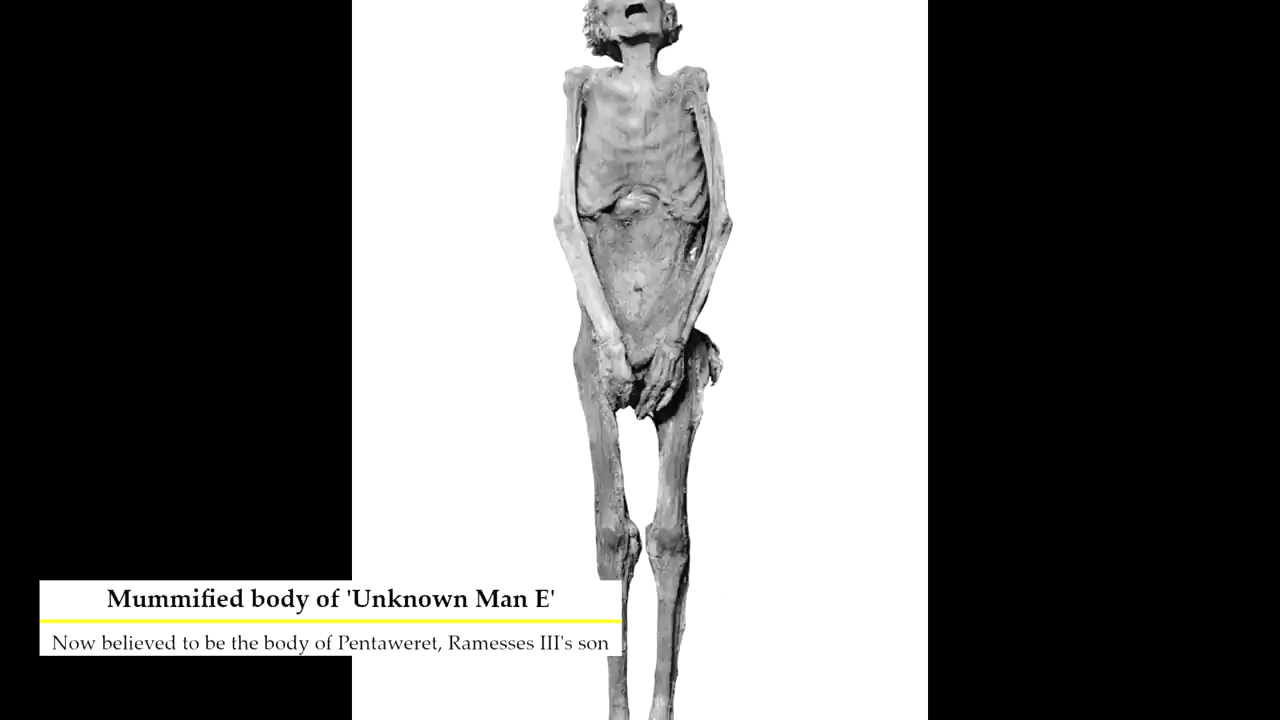 Mummified body of 'Unknown Man E'
Now believed to be the body of Pentaweret, Ramesses III's son